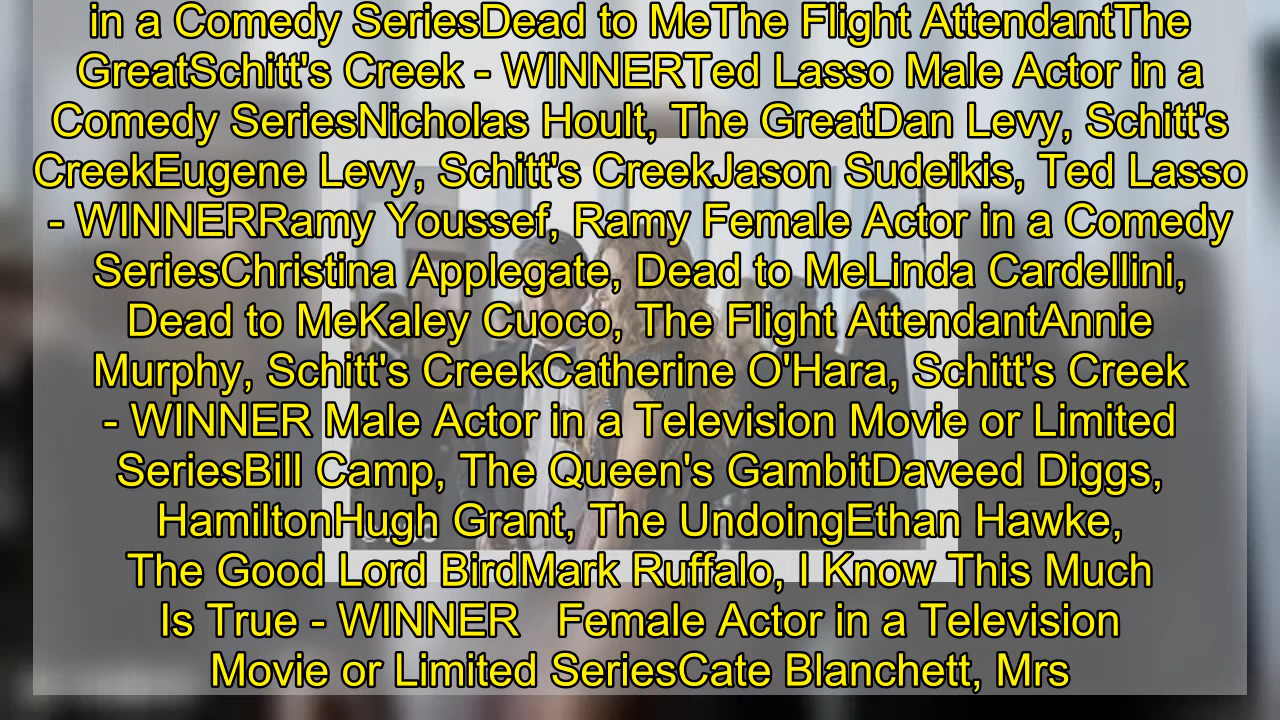 in a Comedy SeriesDead to MeThe Flight AttendantThe
GreatSchitt's Creek - WINNERTed Lasso Male Actor in a
Comedy SeriesNicholas Hoult, The GreatDan Levy, Schitt's
CreekEugene Levy, Schitt's CreekJason Sudeikis, Ted Lasso
- WINNERRamy Youssef, Ramy Female Actor in a Comedy
SeriesChristina Applegate, Dead to MeLinda Cardellini,
Dead to MeKaley Cuoco, The Flight AttendantAnnie
Murphy, Schitt's CreekCatherine O'Hara, Schitt's Creek
- WINNER Male Actor in a Television Movie or Limited
SeriesBill Camp, The Queen's GambitDaveed Diggs,
HamiltonHugh Grant, The UndoingEthan Hawke,
The Good Lord BirdMark Ruffalo, I Know This Much
Is True - WINNER   Female Actor in a Television
Movie or Limited SeriesCate Blanchett, Mrs